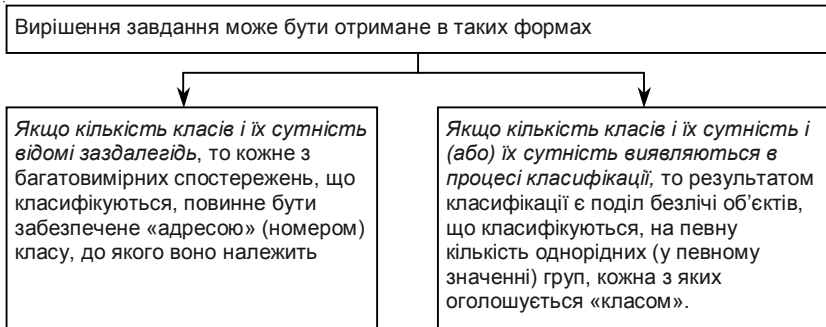 Вирішення завдання може бути отримане в таких формах
Якщо кількість класів і їх сутність
відомі заздалегідь, то кожне з
багатовимірних спостережень, що
класифікуються, повинне бути
забезпечене «адресою» (номером)
класу, до якого воно належить
Якщо кількість класів і їх сутність і
(або) їх сутність виявляються в
процесі класифікації, то результатом
класифікації є поділ безлічі об’єктів,
що класифікуються, на певну
кількість однорідних (у певному
значенні) груп, кожна з яких
оголошується «класом».